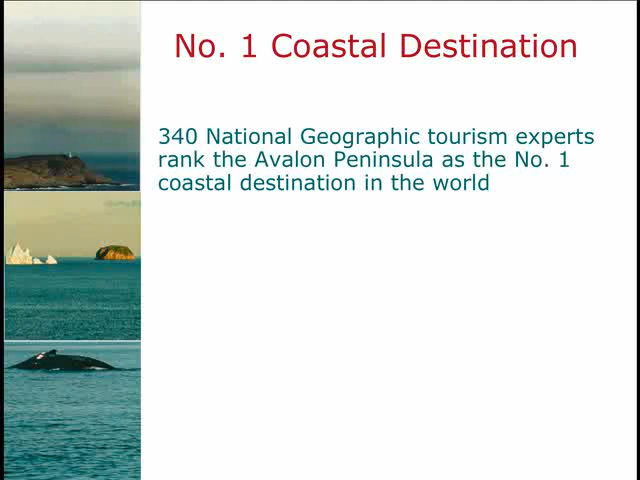 No. 1 Coastal Destination
340 National Geographic tourism experts
rank the Avalon Peninsula as the No. 1
coastal destination in the world